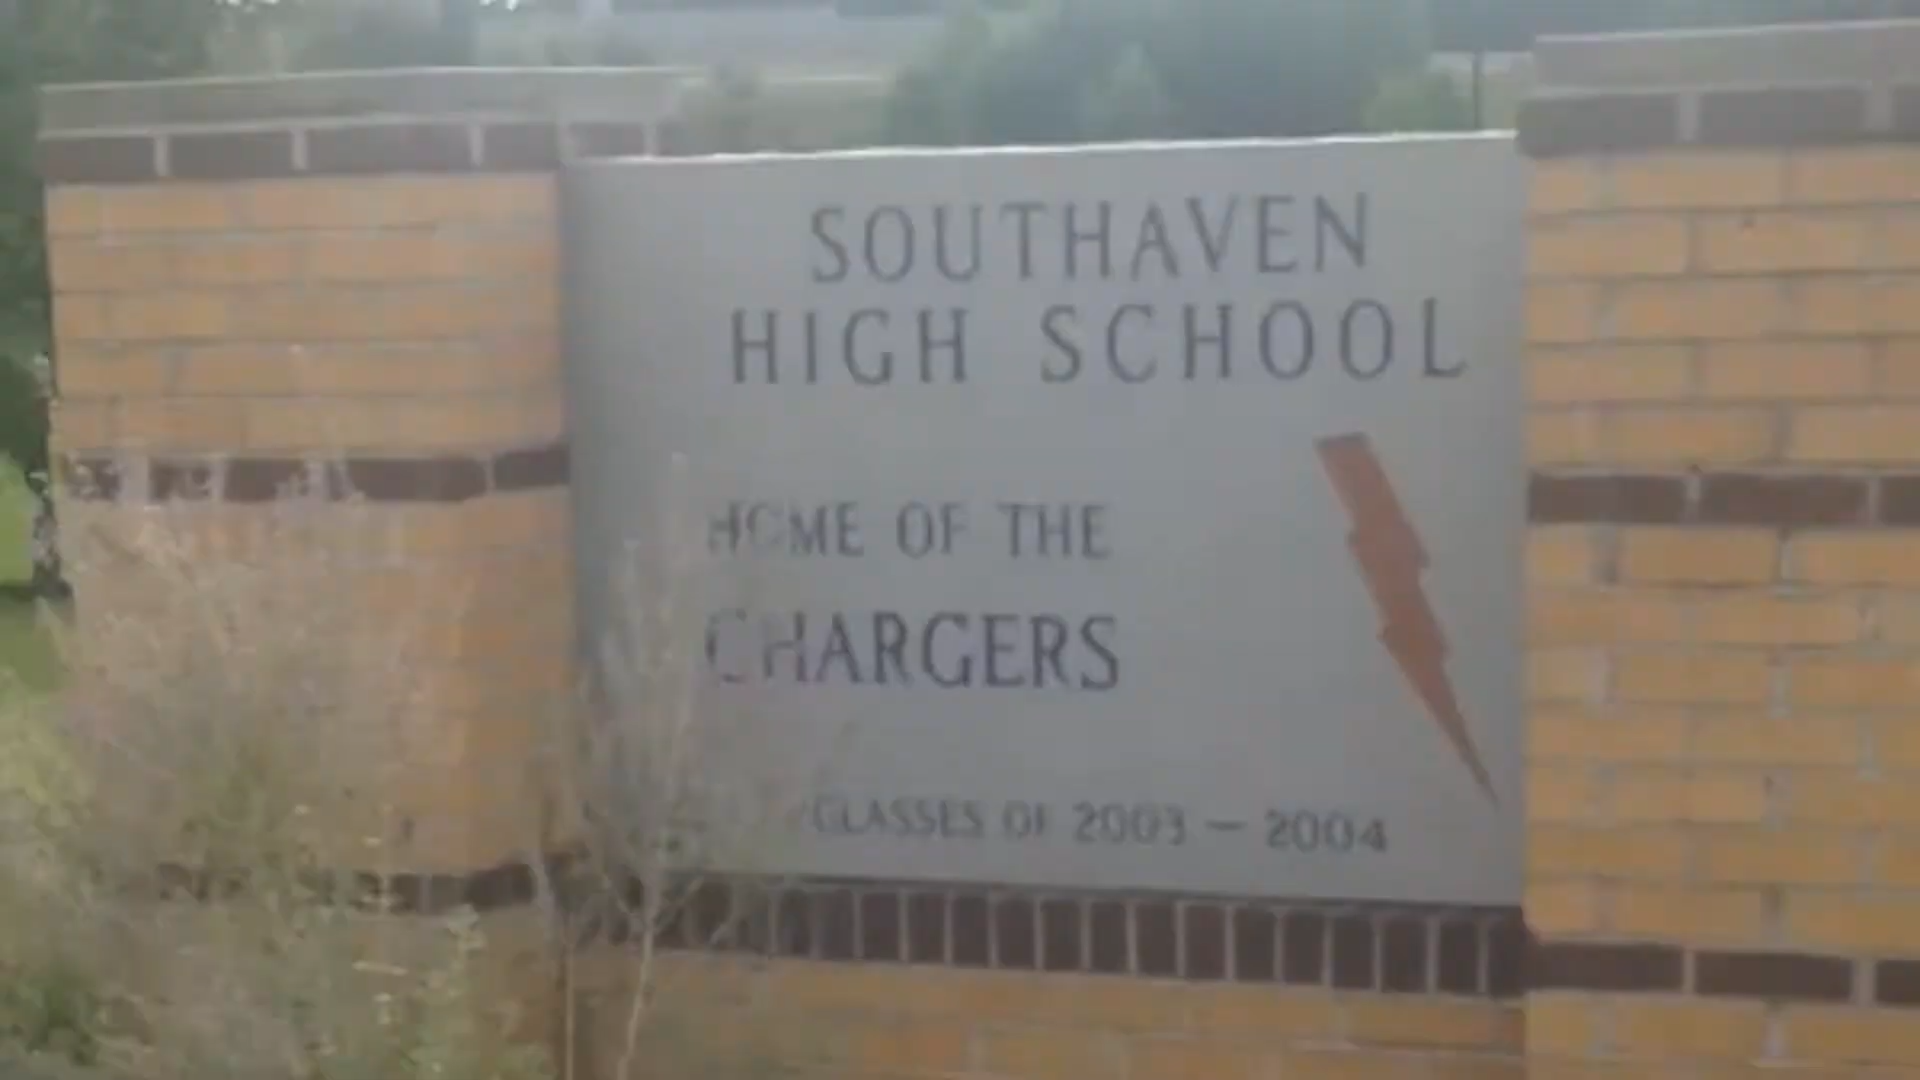 SOUTHAVEN
HIGH SCHOOL
HOME OF THE
CHARGERS
CLASSES OF 2003 – 2004